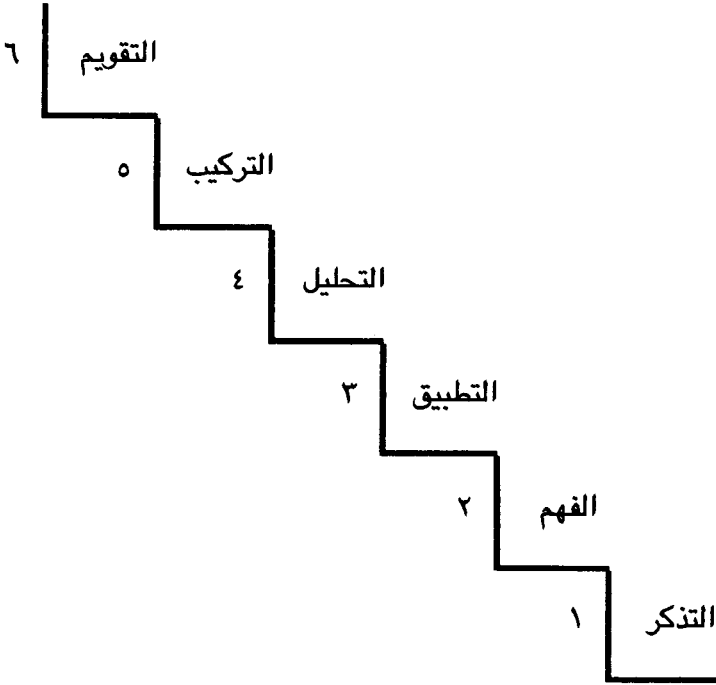 التقويم ٦
التركيب ٥
التحليل ٤
التطبيق ٣
الفهم ٢
التذكر ١